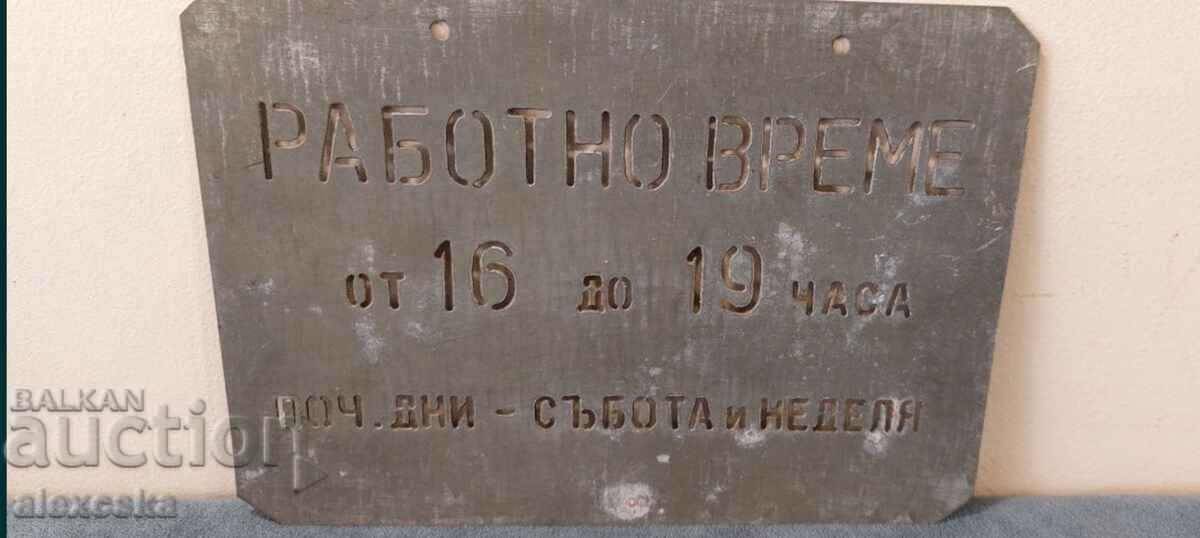 РАБОТНО ВРЕМЕ
от 16 до 19 ЧАСА
ПОЧ. ДНИ - СЪБОТА и НЕДЕЛЯ
BALKAN
auction
alexeska